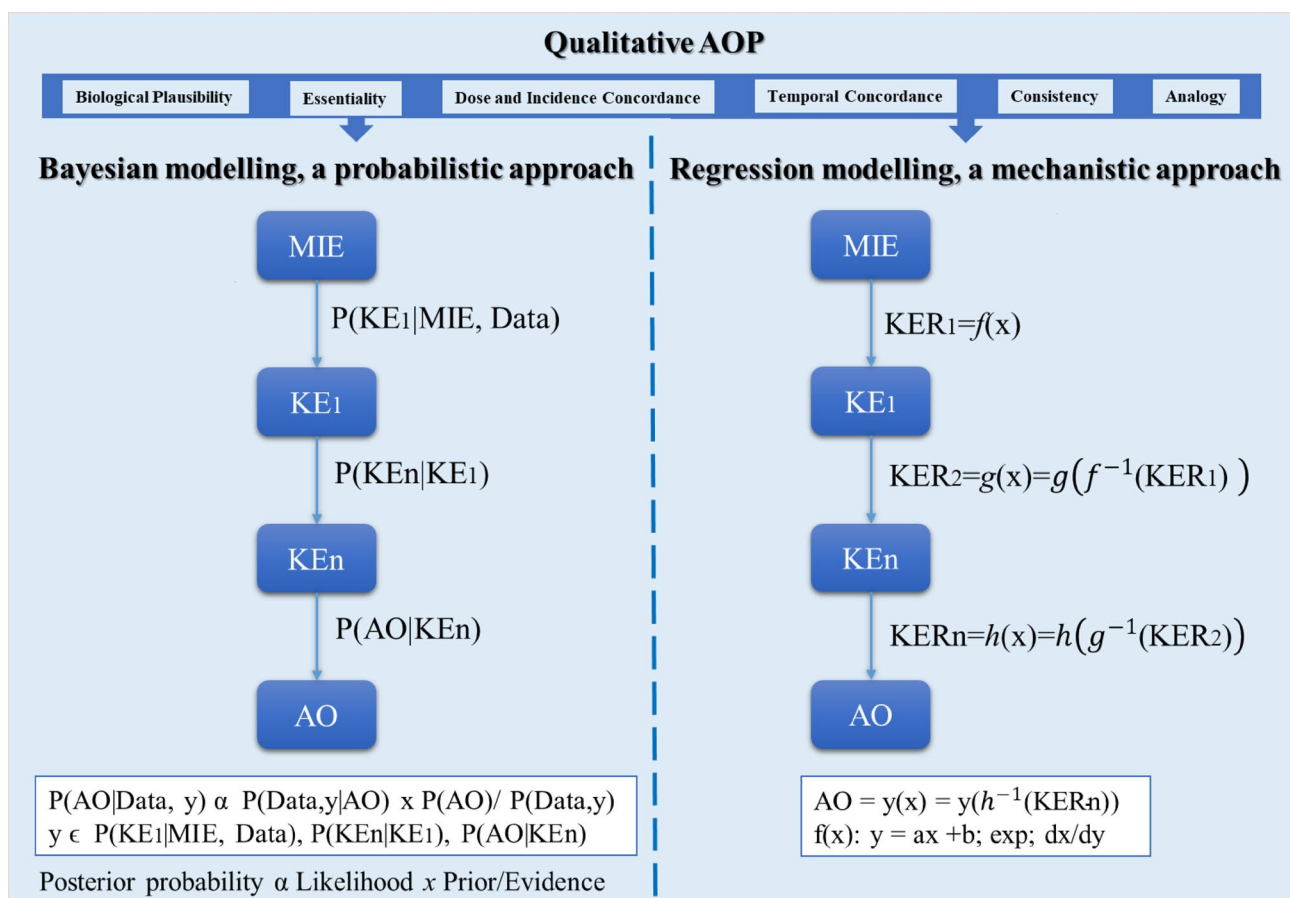 Qualitative AOP
Biological Plausibility
Essentiality
Dose and Incidence Concordance
Temporal Concordance
Consistency
Analogy
Bayesian modelling, a probabilistic approach
MIE
P(KE1|MIE, Data)
KE1
P(KEn|KE1)
KEn
P(AO|KEn)
AO
P(AO|Data, y) α P(Data,y|AO) x P(AO)/ P(Data,y)
y ϵ P(KE1|MIE, Data), P(KEn|KE1), P(AO|KEn)
Posterior probability α Likelihood x Prior/Evidence
Regression modelling, a mechanistic approach
MIE
KER1=f(x)
KE1
KER2=g(x)=g(f⁻¹(KER1) )
KEn
KERn=h(x)=h(g⁻¹(KER2))
AO
AO = y(x) = y(h⁻¹(KERn))
f(x): y = ax +b; exp; dx/dy